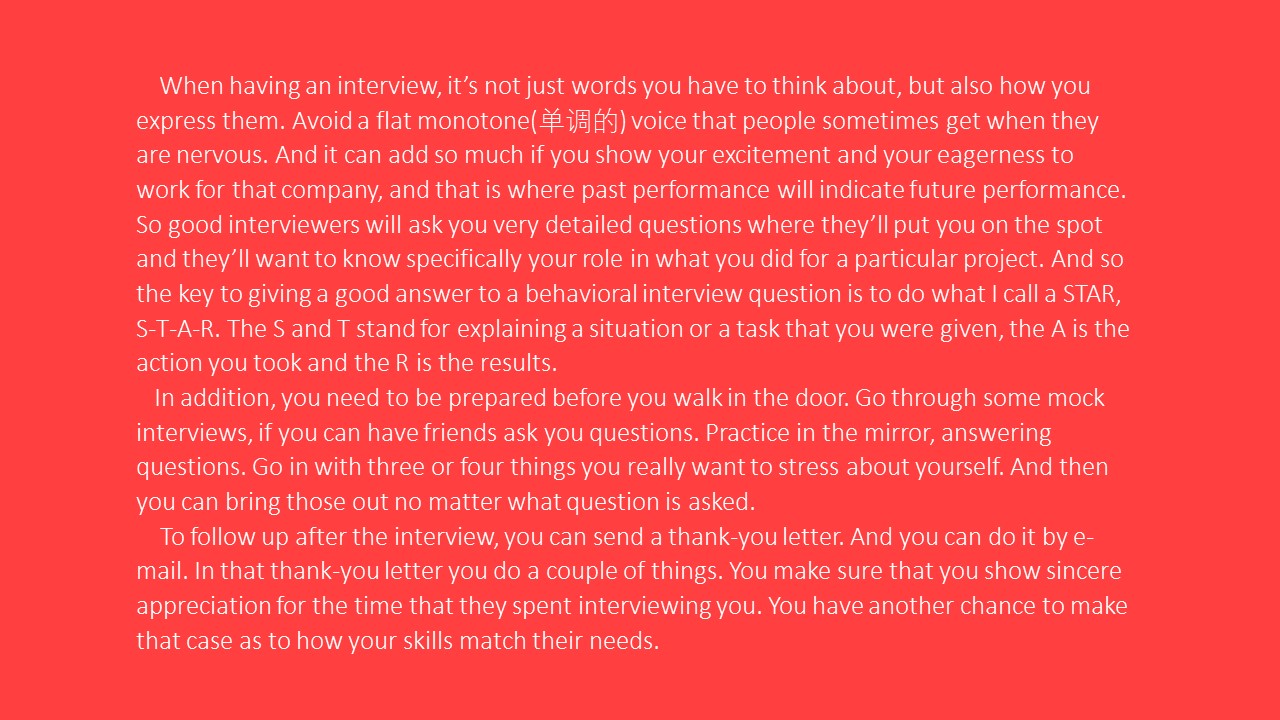 When having an interview, it’s not just words you have to think about, but also how you
express them. Avoid a flat monotone(单调的) voice that people sometimes get when they
are nervous. And it can add so much if you show your excitement and your eagerness to
work for that company, and that is where past performance will indicate future performance.
So good interviewers will ask you very detailed questions where they’ll put you on the spot
and they’ll want to know specifically your role in what you did for a particular project. And so
the key to giving a good answer to a behavioral interview question is to do what I call a STAR,
S-T-A-R. The S and T stand for explaining a situation or a task that you were given, the A is the
action you took and the R is the results.
In addition, you need to be prepared before you walk in the door. Go through some mock
interviews, if you can have friends ask you questions. Practice in the mirror, answering
questions. Go in with three or four things you really want to stress about yourself. And then
you can bring those out no matter what question is asked.
To follow up after the interview, you can send a thank-you letter. And you can do it by e-
mail. In that thank-you letter you do a couple of things. You make sure that you show sincere
appreciation for the time that they spent interviewing you. You have another chance to make
that case as to how your skills match their needs.